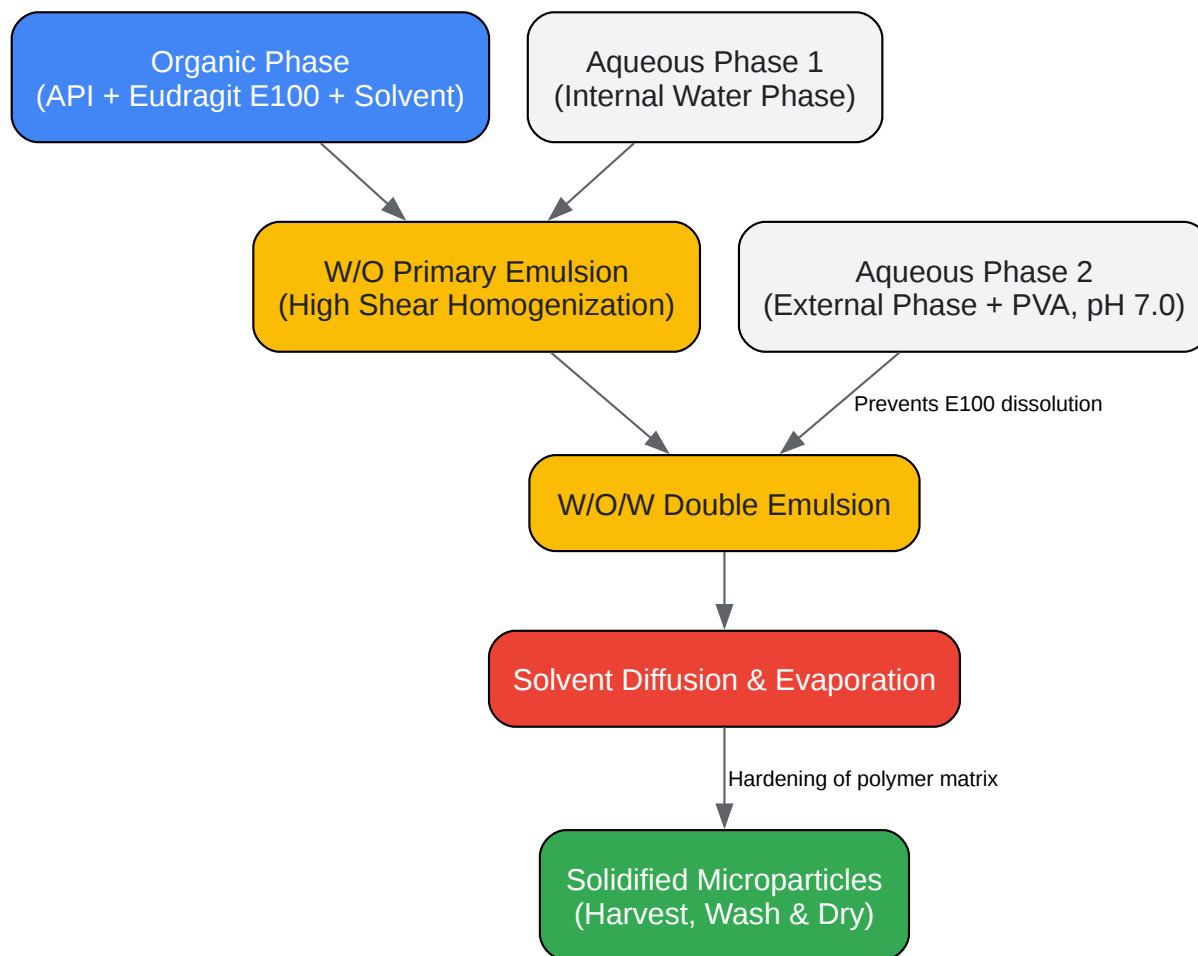 Organic Phase
(API + Eudragit E100 + Solvent)
Aqueous Phase 1
(Internal Water Phase)
W/O Primary Emulsion
(High Shear Homogenization)
Aqueous Phase 2
(External Phase + PVA, pH 7.0)
Prevents E100 dissolution
W/O/W Double Emulsion
Solvent Diffusion & Evaporation
Hardening of polymer matrix
Solidified Microparticles
(Harvest, Wash & Dry)